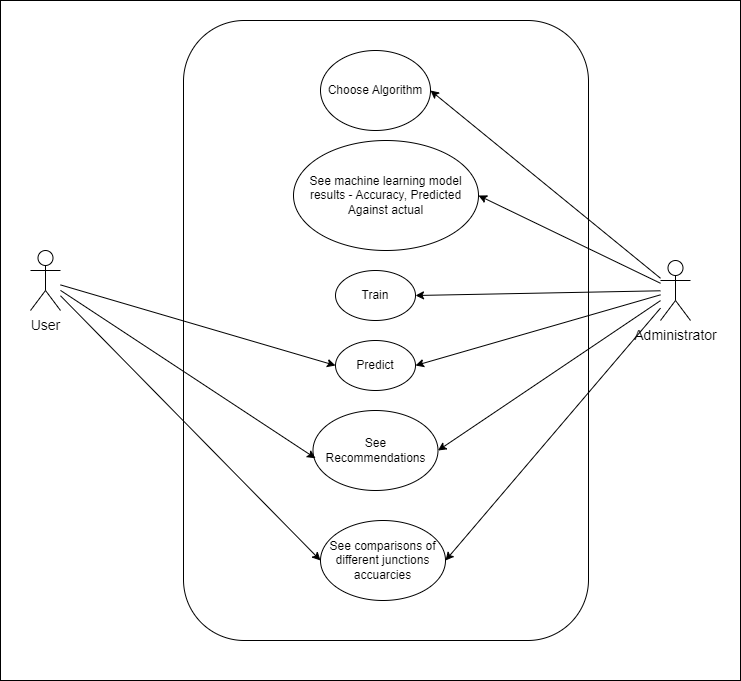 Choose Algorithm
See machine learning model
results - Accuracy, Predicted
Against actual
Train
User
Administrator
Predict
See
Recommendations
See comparisons of
different junctions
accuarcies